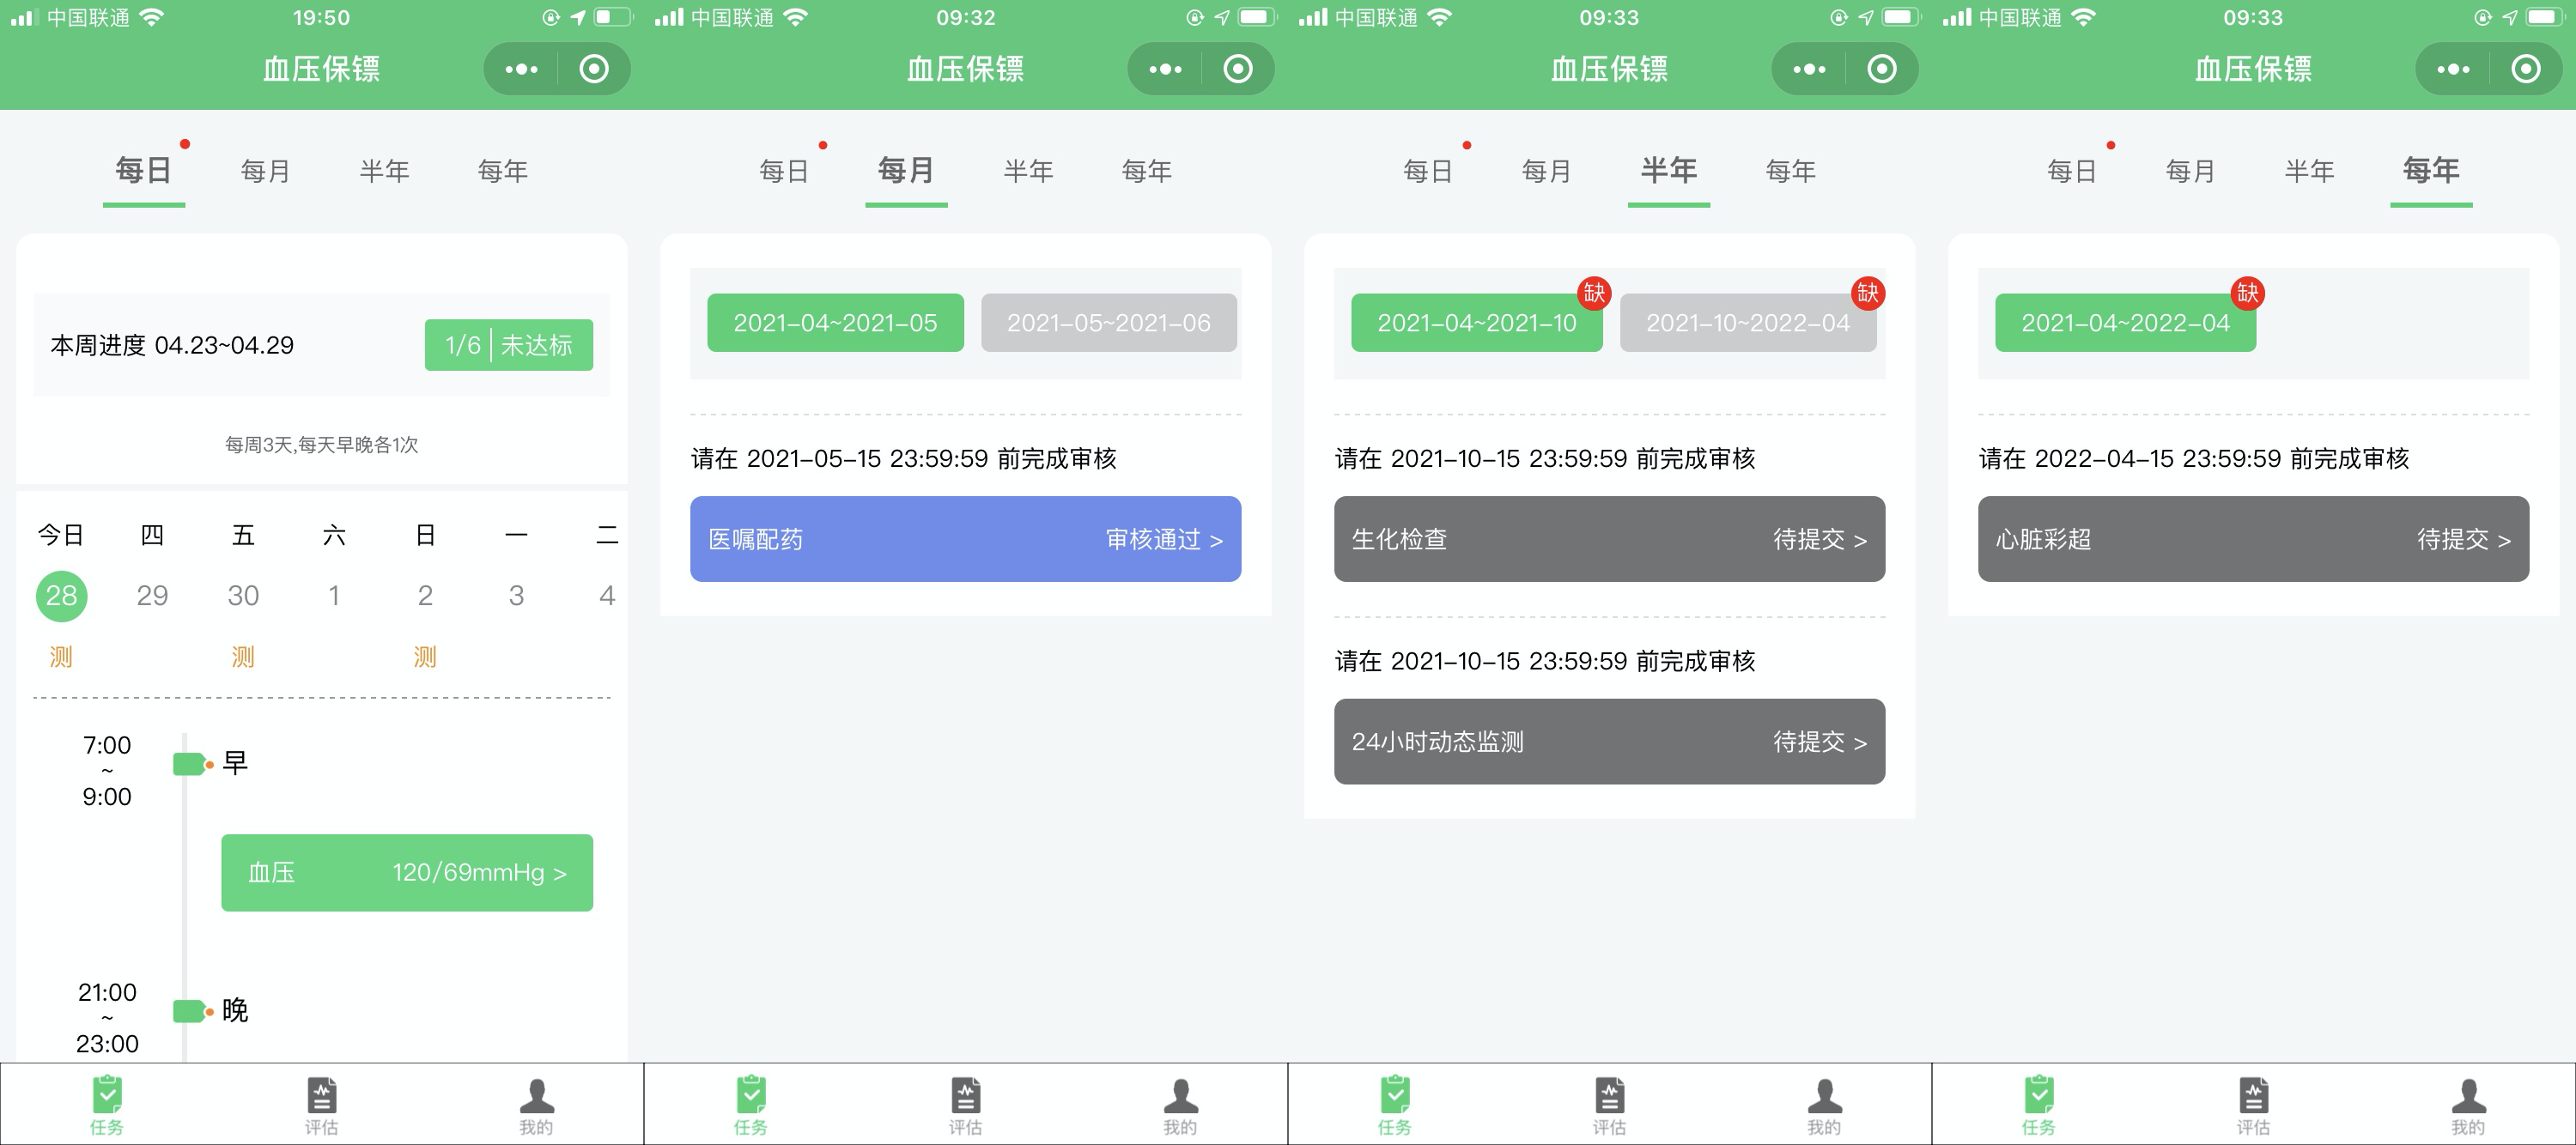 中国联通 19:50
血压保镖
每日 每月 半年 每年
本周进度 04.23~04.29 1/6 | 未达标
每周3天,每天早晚各1次
今日 四 五 六 日 一 二
28 29 30 1 2 3 4
测 测 测
7:00
~
9:00
早
血压 120/69mmHg >
21:00
~
23:00
晚
任务 评估 我的
中国联通 09:32
血压保镖
每日 每月 半年 每年
2021-04~2021-05 2021-05~2021-06
请在 2021-05-15 23:59:59 前完成审核
医嘱配药 审核通过 >
任务 评估 我的
中国联通 09:33
血压保镖
每日 每月 半年 每年
2021-04~2021-10 缺 2021-10~2022-04 缺
请在 2021-10-15 23:59:59 前完成审核
生化检查 待提交 >
请在 2021-10-15 23:59:59 前完成审核
24小时动态监测 待提交 >
任务 评估 我的
中国联通 09:33
血压保镖
每日 每月 半年 每年
2021-04~2022-04 缺
请在 2022-04-15 23:59:59 前完成审核
心脏彩超 待提交 >
任务 评估 我的